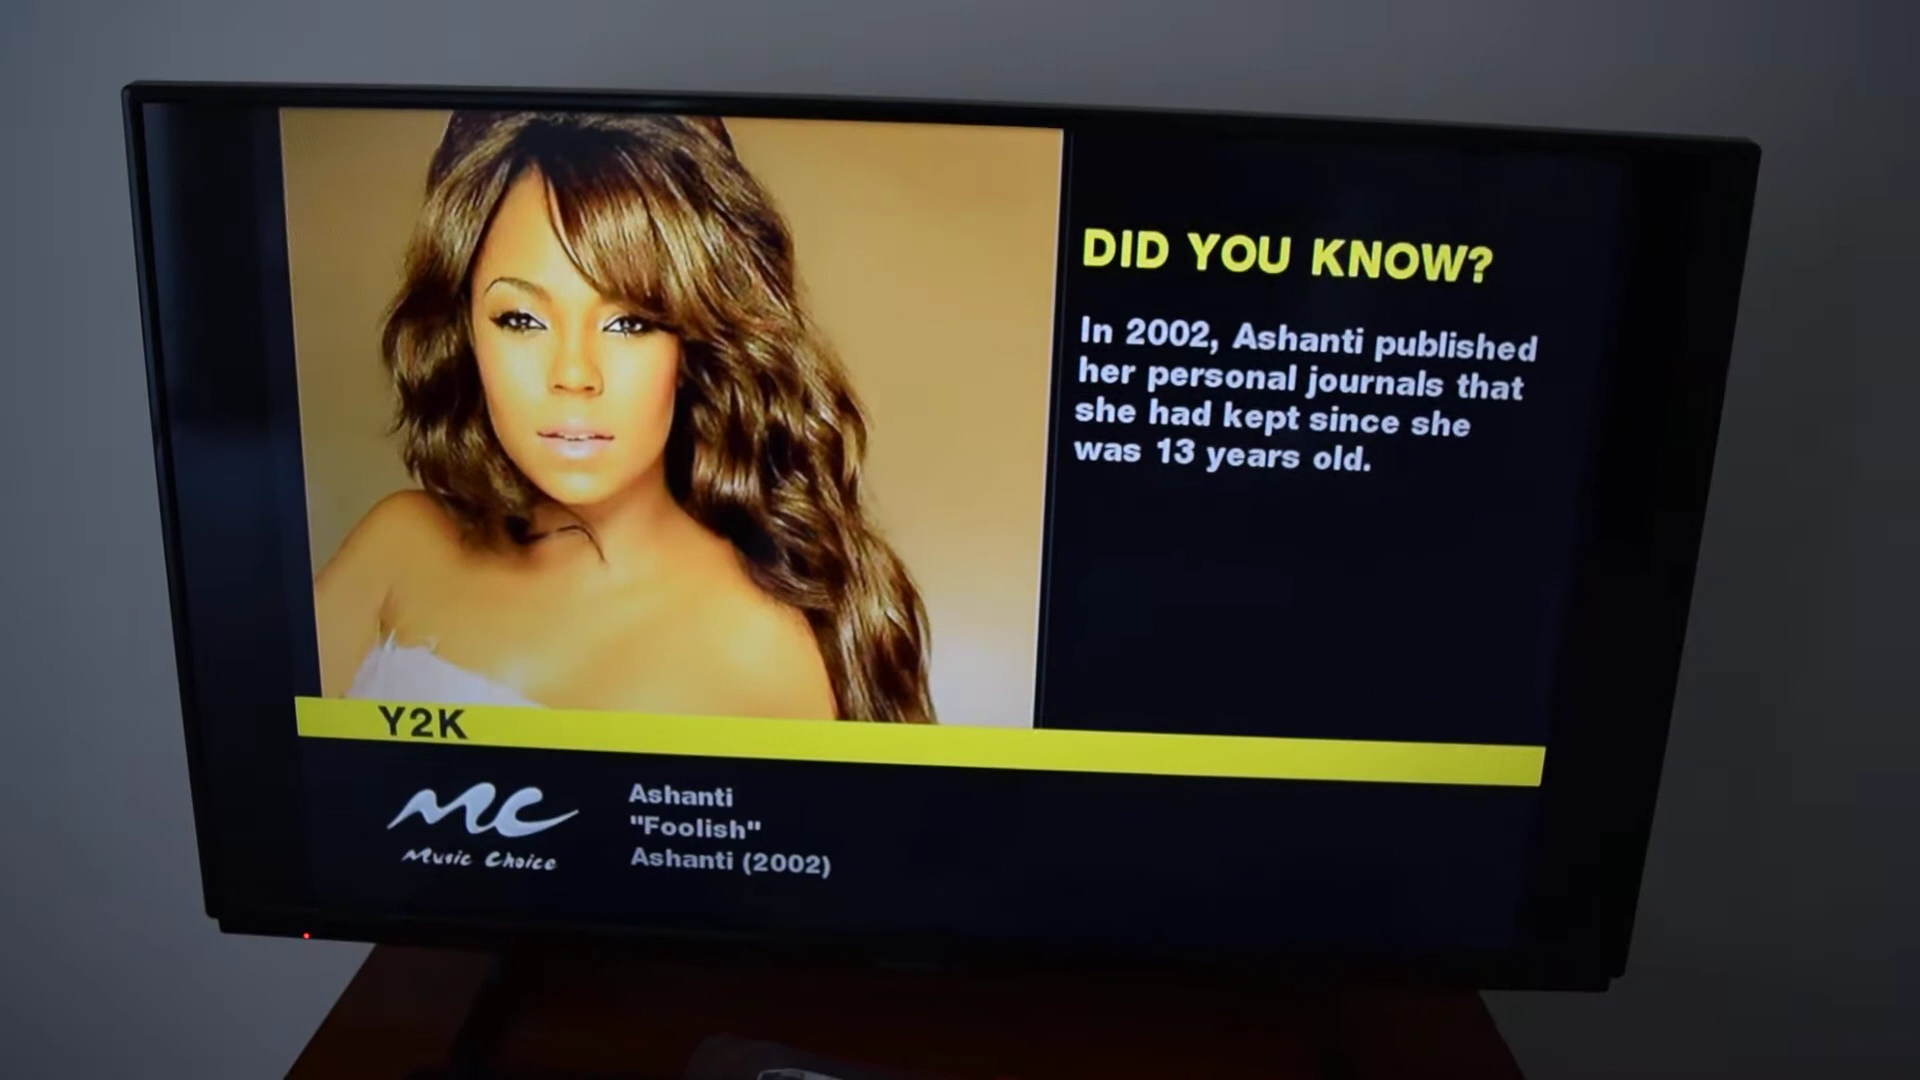 DID YOU KNOW?
In 2002, Ashanti published
her personal journals that
she had kept since she
was 13 years old.
Y2K
MC
Music Choice
Ashanti
"Foolish"
Ashanti (2002)